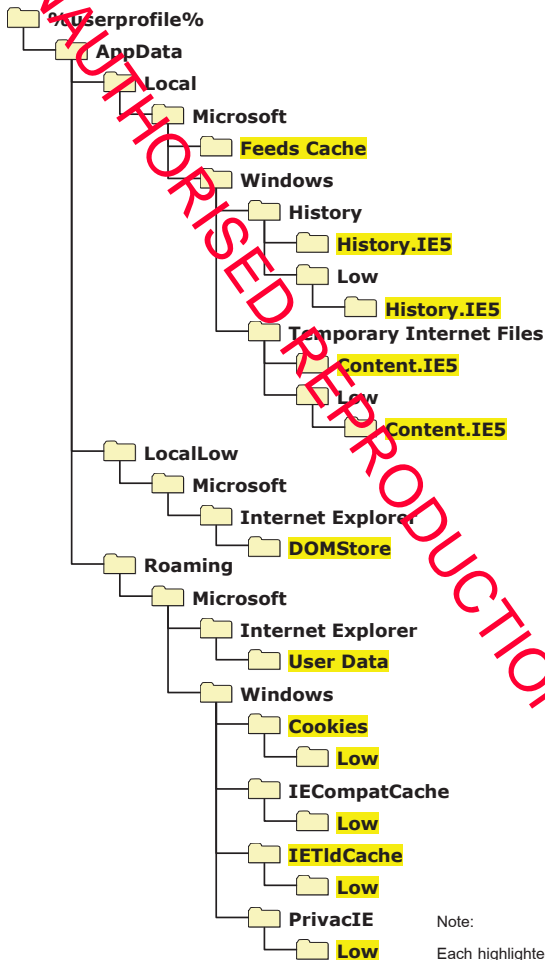 %userprofile%
AppData
Local
Microsoft
Feeds Cache
Windows
History
History.IE5
Low
History.IE5
Temporary Internet Files
Content.IE5
Low
Content.IE5
LocalLow
Microsoft
Internet Explorer
DOMStore
Roaming
Microsoft
Internet Explorer
User Data
Windows
Cookies
Low
IECompatCache
Low
IETldCache
Low
PrivacIE
Note:
Low
Each
AUTHORISED REPRODUCTION